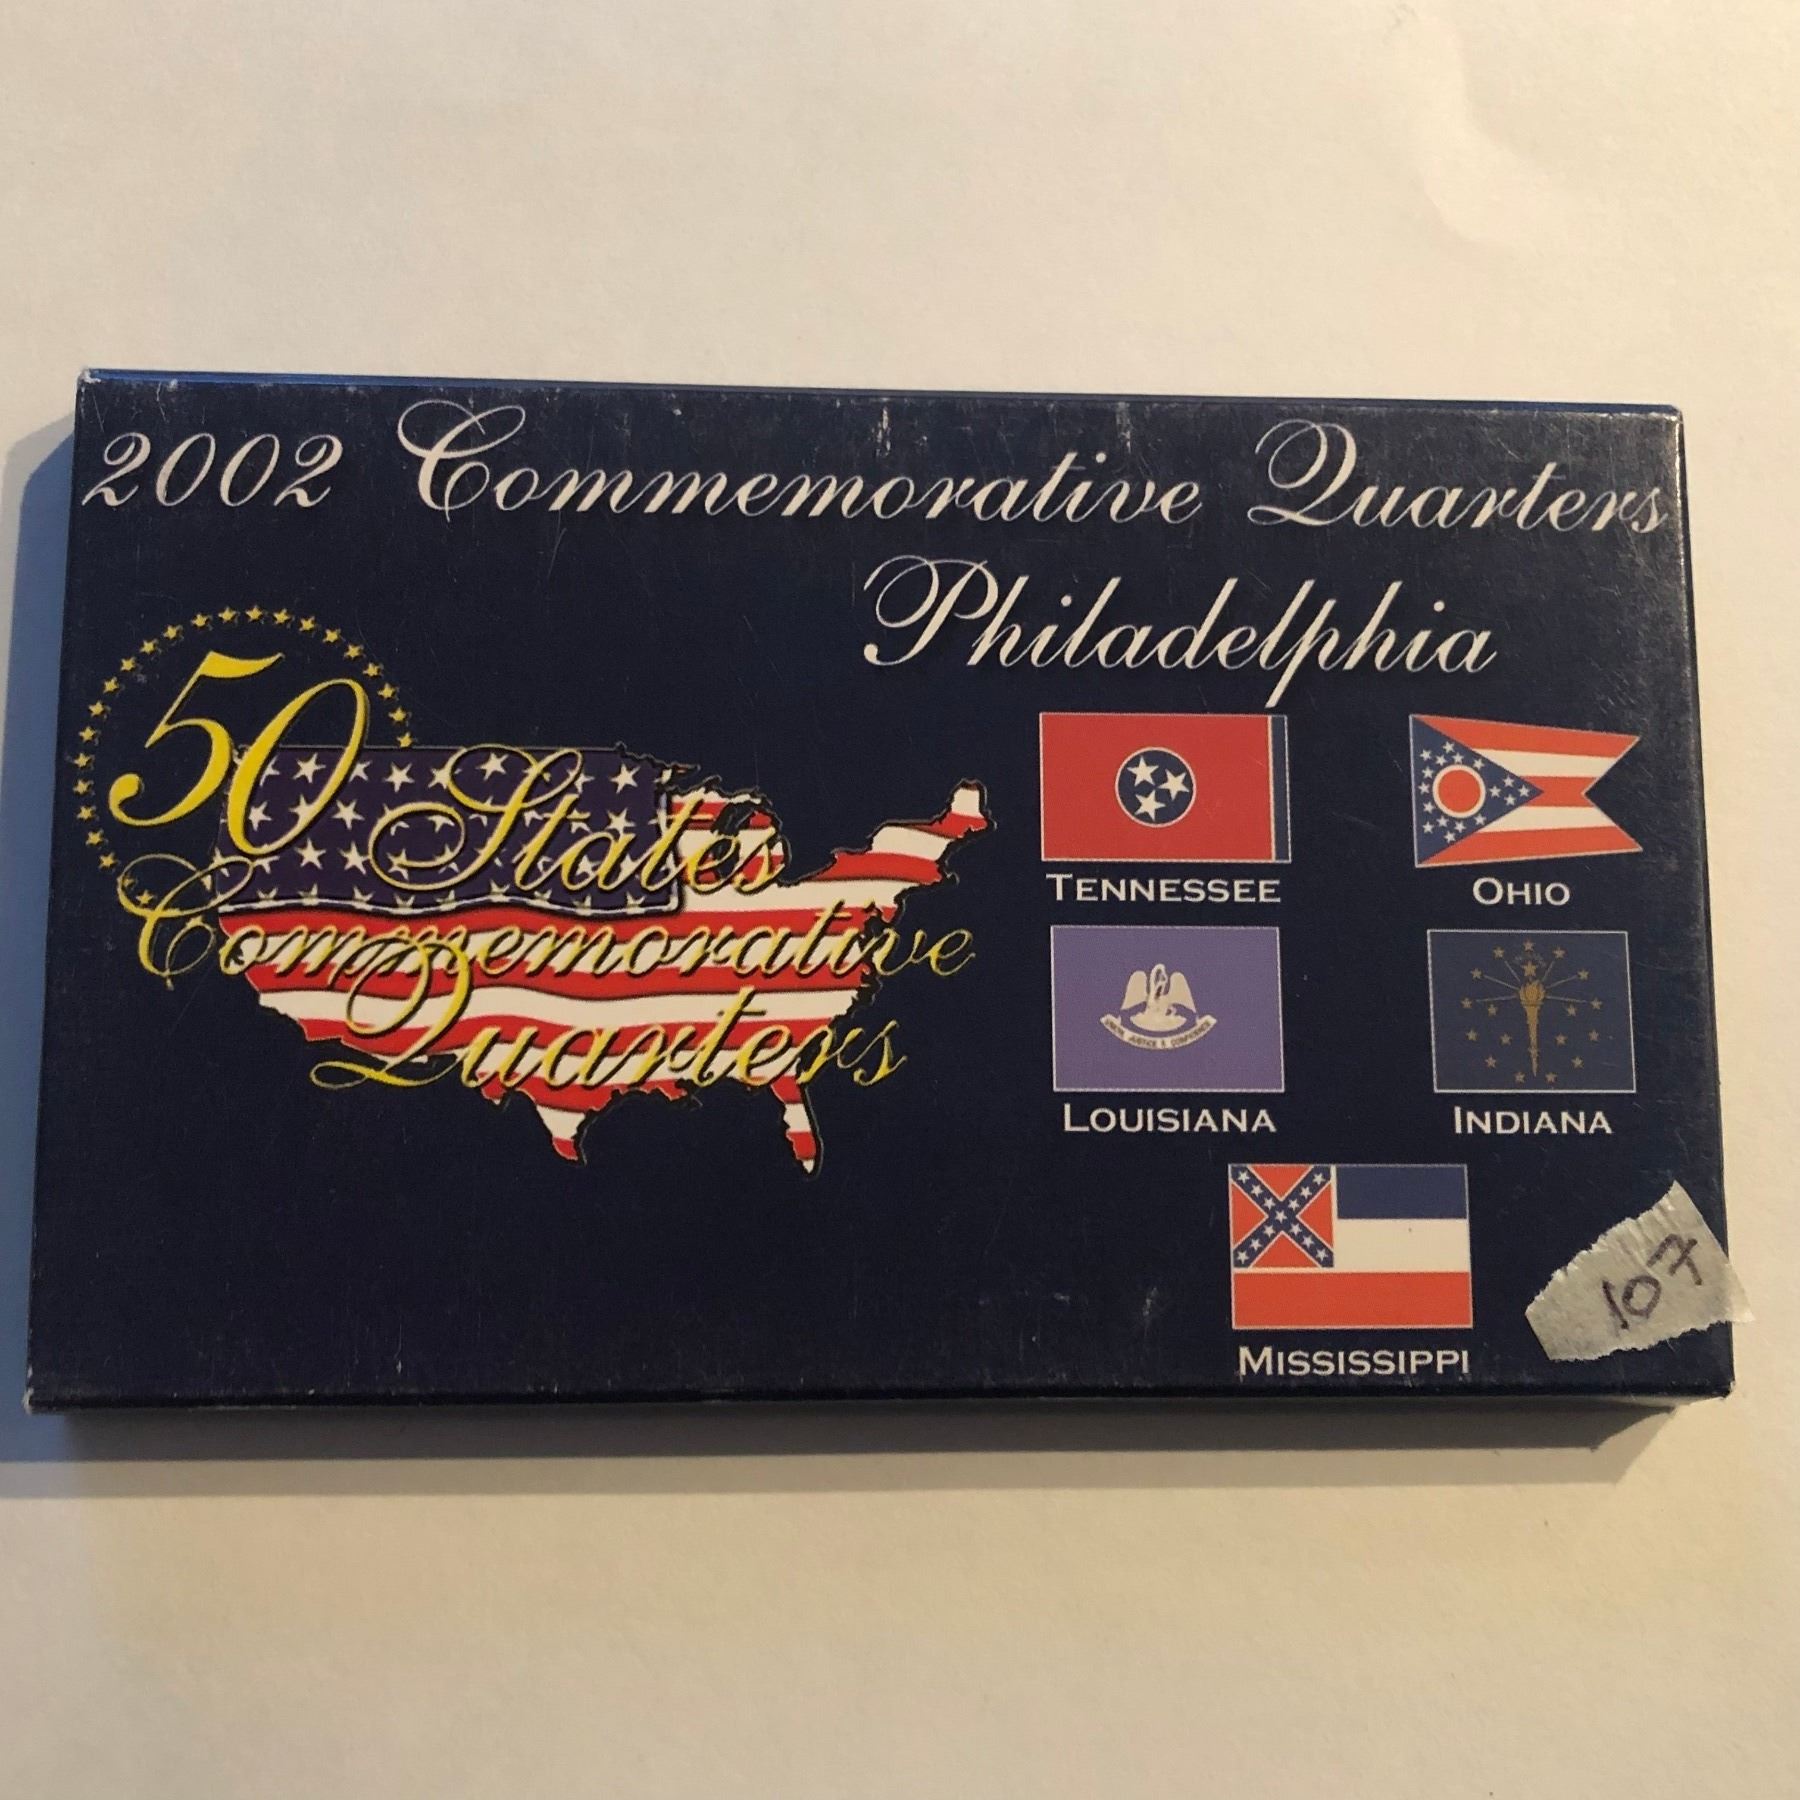 2002 Commemorative Quarters
Philadelphia
50 States
Commemorative
Quarters
TENNESSEE
OHIO
LOUISIANA
INDIANA
MISSISSIPPI
107